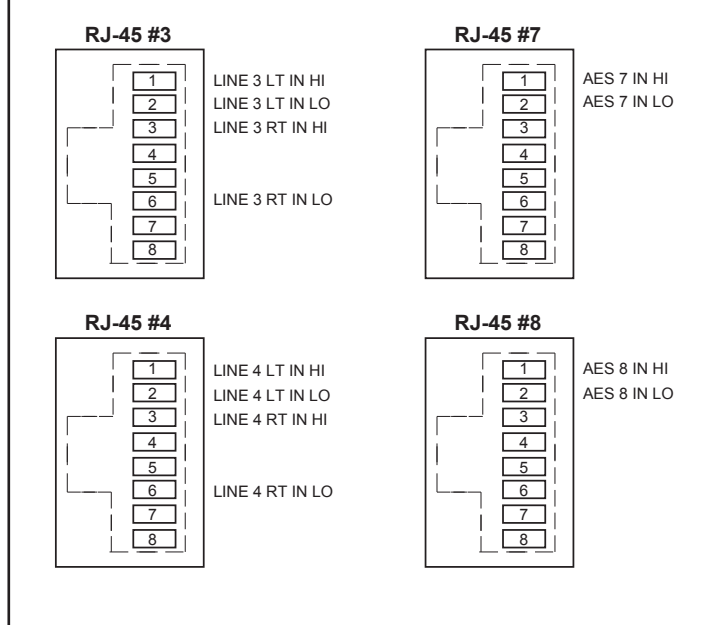 RJ-45 #3
1 LINE 3 LT IN HI
2 LINE 3 LT IN LO
3 LINE 3 RT IN HI
4
5
6 LINE 3 RT IN LO
7
8
RJ-45 #7
1 AES 7 IN HI
2 AES 7 IN LO
3
4
5
6
7
8
RJ-45 #4
1 LINE 4 LT IN HI
2 LINE 4 LT IN LO
3 LINE 4 RT IN HI
4
5
6 LINE 4 RT IN LO
7
8
RJ-45 #8
1 AES 8 IN HI
2 AES 8 IN LO
3
4
5
6
7
8